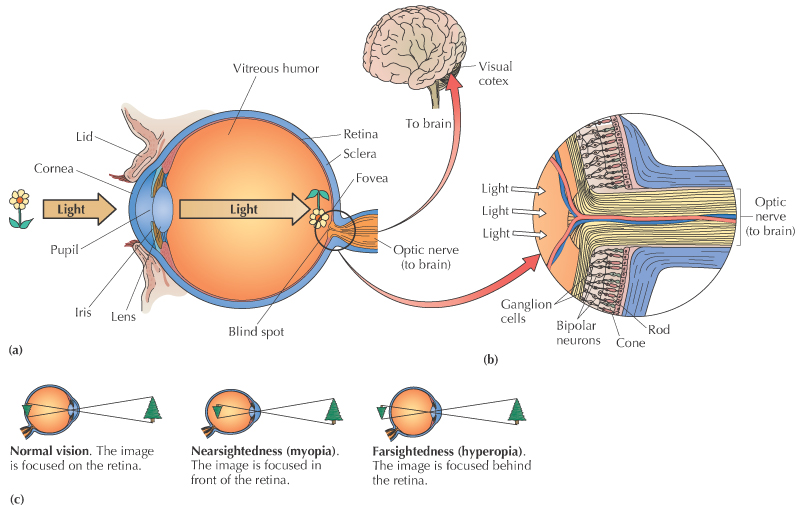 Vitreous humor
Visual
cotex
To brain
Lid
Retina
Sclera
Cornea
Fovea
Light
Light
Light
Light
Light
Optic
nerve
(to brain)
Pupil
Optic nerve
(to brain)
Iris
Lens
Blind spot
Ganglion
cells
Bipolar
neurons
Rod
Cone
(a)
(b)
Normal vision. The image
is focused on the retina.
Nearsightedness (myopia).
The image is focused in
front of the retina.
Farsightedness (hyperopia).
The image is focused behind
the retina.
(c)